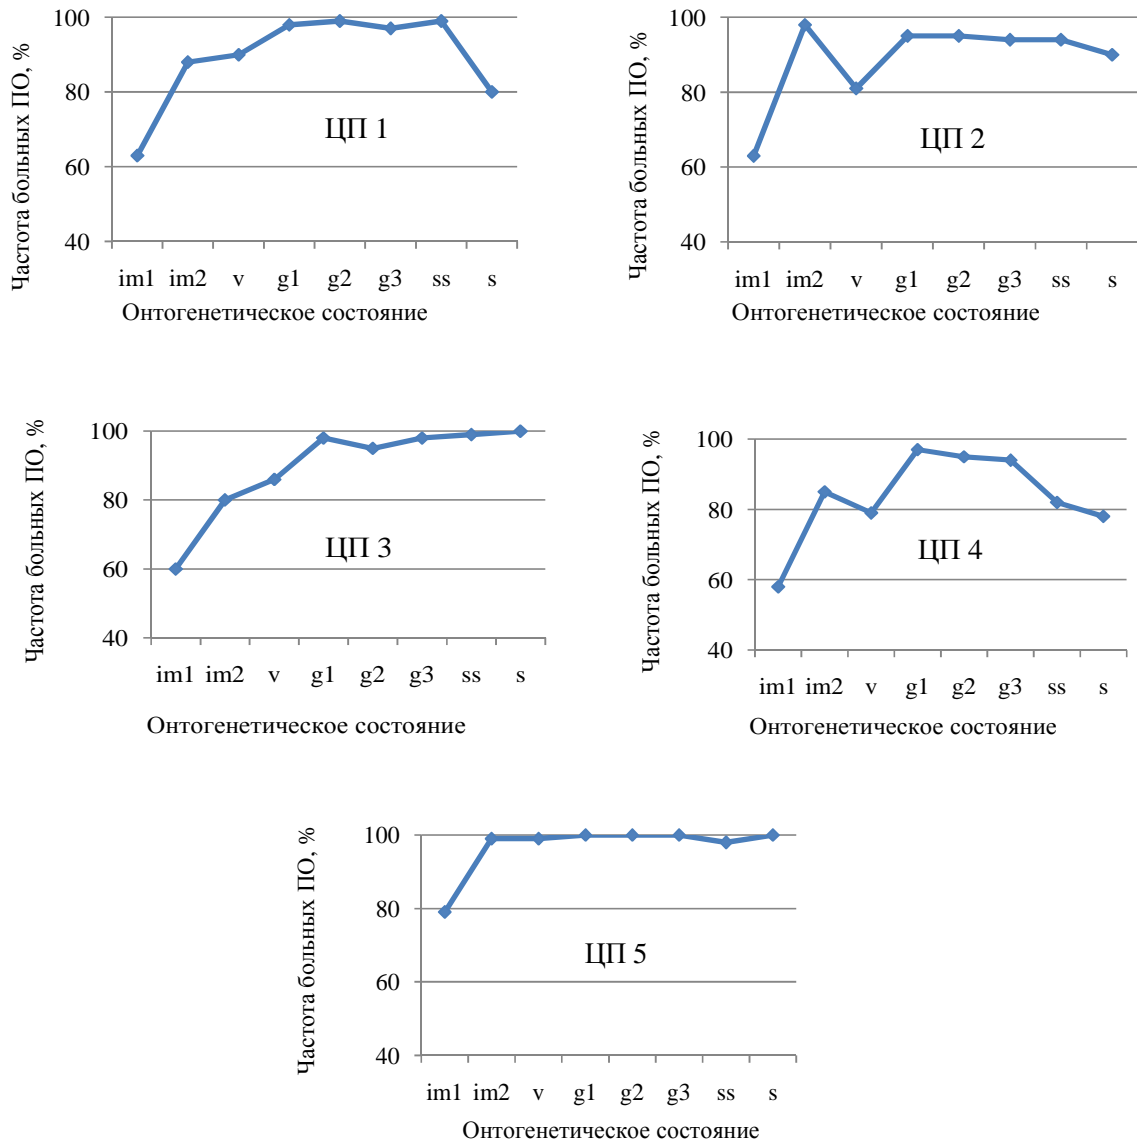 Частота больных ПО, %
100
80
60
40
ЦП 1
im1 im2 v g1 g2 g3 ss s
Онтогенетическое состояние
Частота больных ПО, %
100
80
60
40
ЦП 2
im1 im2 v g1 g2 g3 ss s
Онтогенетическое состояние
Частота больных ПО, %
100
80
60
40
ЦП 3
im1 im2 v g1 g2 g3 ss s
Онтогенетическое состояние
Частота больных ПО, %
100
80
60
40
ЦП 4
im1 im2 v g1 g2 g3 ss s
Онтогенетическое состояние
Частота больных ПО, %
100
80
60
40
ЦП 5
im1 im2 v g1 g2 g3 ss s
Онтогенетическое состояние